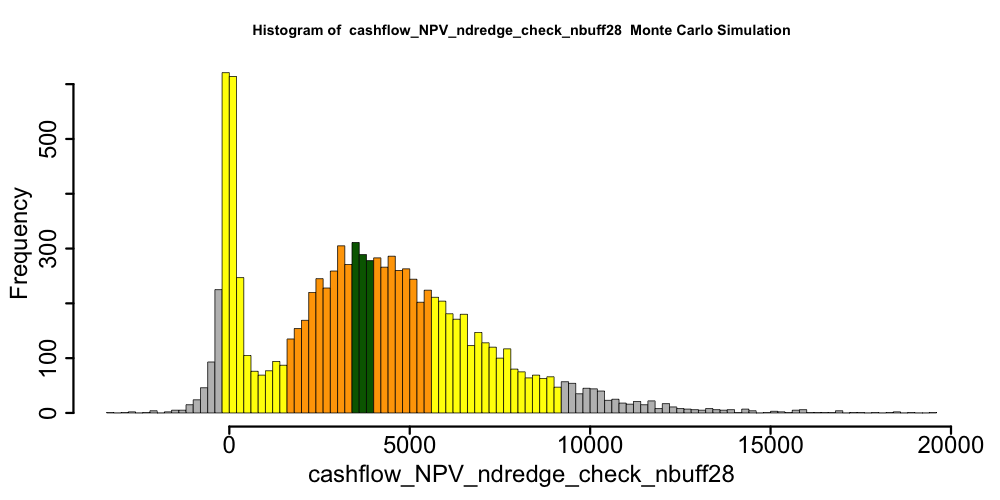 Histogram of  cashflow_NPV_ndredge_check_nbuff28  Monte Carlo Simulation
Frequency
500
300
100
0
0 5000 10000 15000 20000
cashflow_NPV_ndredge_check_nbuff28